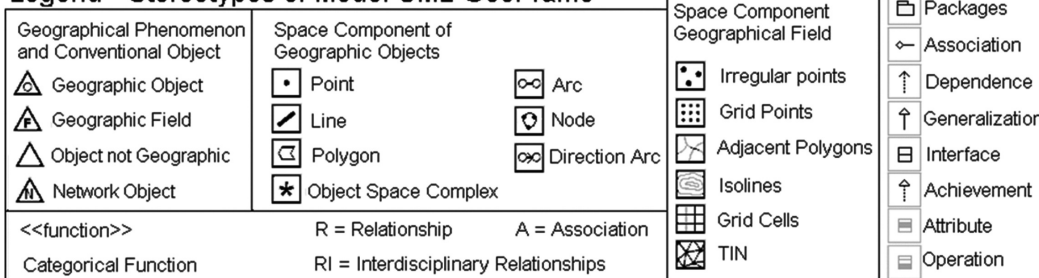 Legend - Stereotypes of Model UML-GeoFrame
Geographical Phenomenon
and Conventional Object
Geographic Object
Geographic Field
Object not Geographic
Network Object
Space Component of
Geographic Objects
Point
Line
Polygon
Object Space Complex
Arc
Node
Direction Arc
<<function>>
Categorical Function
R = Relationship
A = Association
RI = Interdisciplinary Relationships
Space Component
Geographical Field
Irregular points
Grid Points
Adjacent Polygons
Isolines
Grid Cells
TIN
Packages
Association
Dependence
Generalization
Interface
Achievement
Attribute
Operation